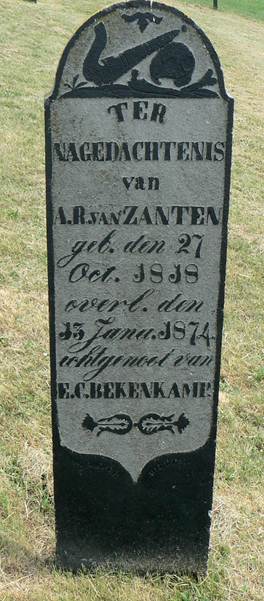 TER
NAGEDACHTENIS
van
A.R. van ZANTEN
geb. den 27
Oct. 1818
overl. den
13 Janu. 1874
echtgenoot van
E.C. BEKENKAMP.